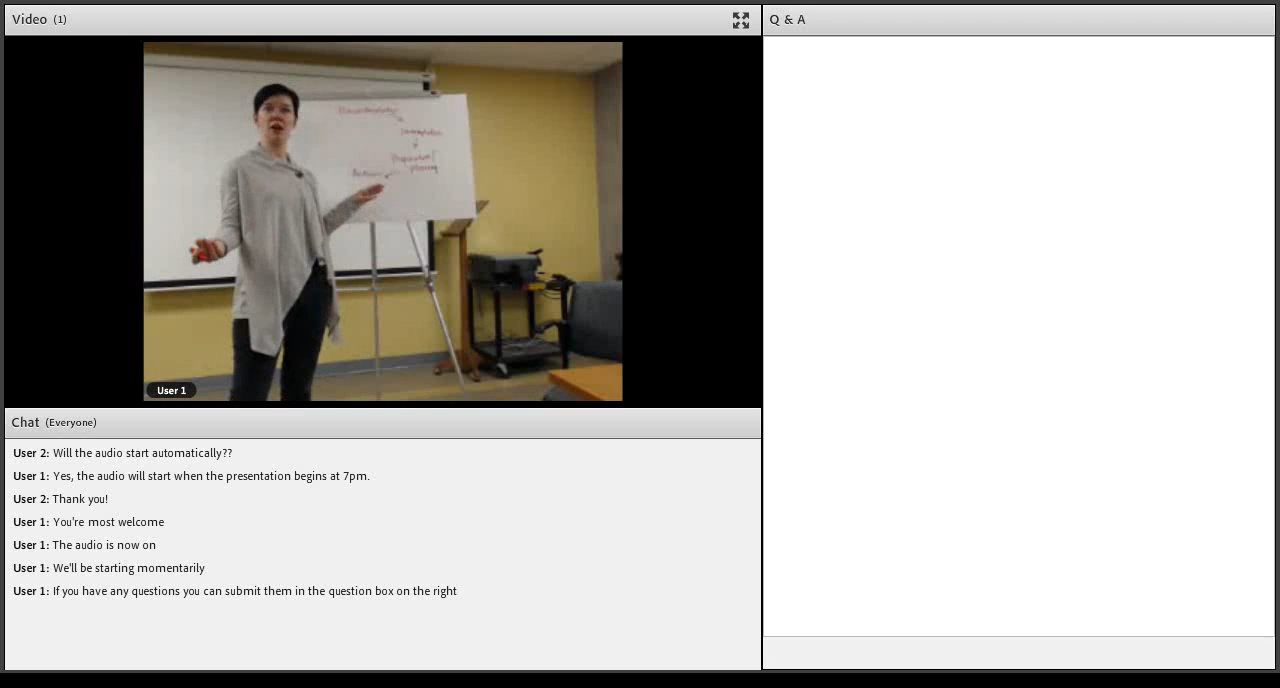 Video (1)
User 1
Chat (Everyone)
User 2: Will the audio start automatically??
User 1: Yes, the audio will start when the presentation begins at 7pm.
User 2: Thank you!
User 1: You're most welcome
User 1: The audio is now on
User 1: We'll be starting momentarily
User 1: If you have any questions you can submit them in the question box on the right
Q & A